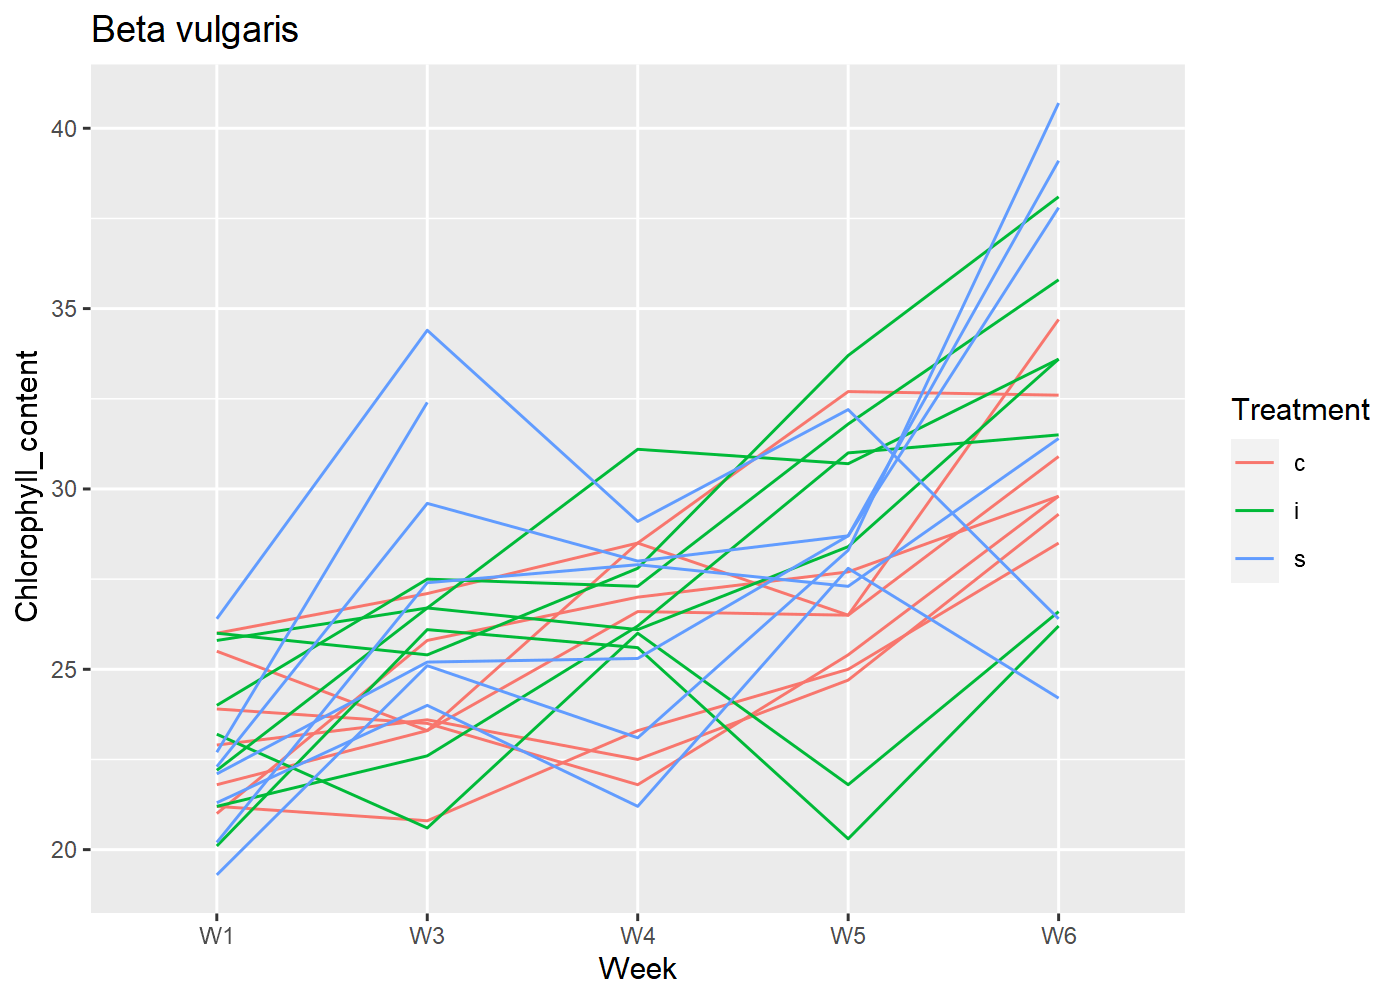 Beta vulgaris
Chlorophyll_content
40
35
30
25
20
W1 W3 W4 W5 W6
Week
Treatment
c
i
s